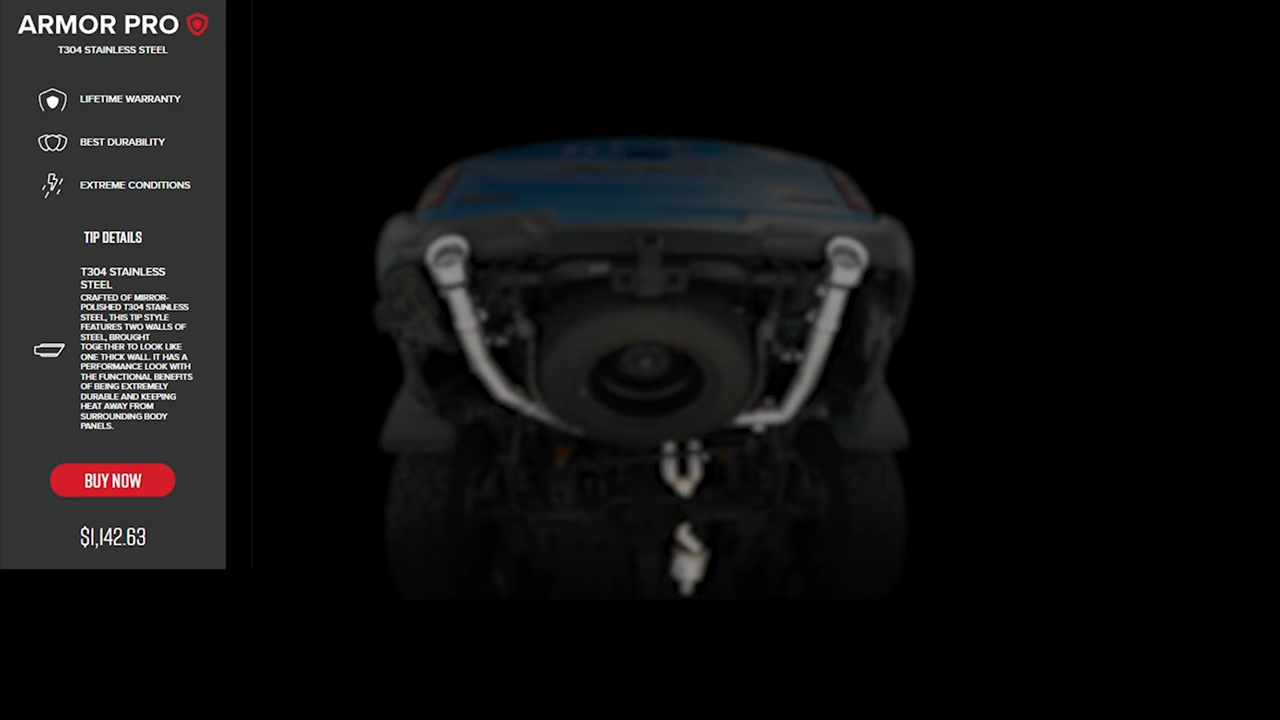 ARMOR PRO
T304 STAINLESS STEEL
LIFETIME WARRANTY
BEST DURABILITY
EXTREME CONDITIONS
TIP DETAILS
T304 STAINLESS
STEEL
CRAFTED OF MIRROR-
POLISHED T304 STAINLESS
STEEL, THIS TIP STYLE
FEATURES TWO WALLS OF
STEEL, BROUGHT
TOGETHER TO LOOK LIKE
ONE THICK WALL. IT HAS A
PERFORMANCE LOOK WITH
THE FUNCTIONAL BENEFITS
OF BEING EXTREMELY
DURABLE AND KEEPING
HEAT AWAY FROM
SURROUNDING BODY
PANELS.
BUY NOW
$1,142.63